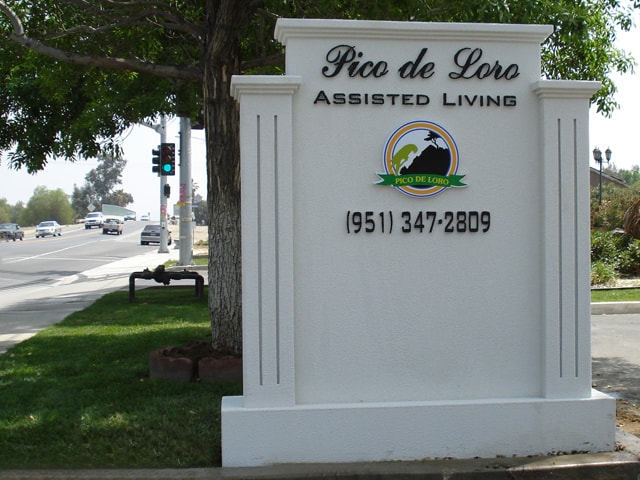 Pico de Loro
ASSISTED LIVING
PICO DE LORO
(951) 347-2809